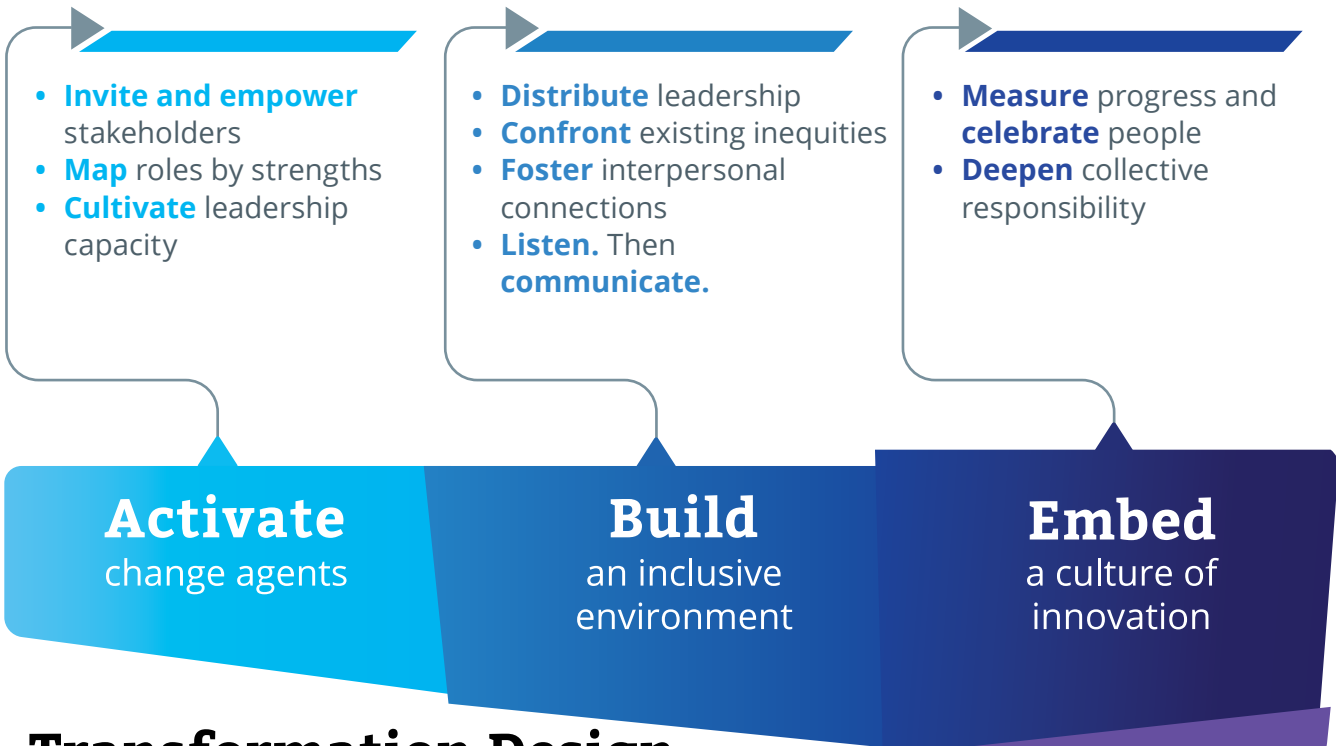 • Invite and empower
stakeholders
• Map roles by strengths
• Cultivate leadership
capacity
• Distribute leadership
• Confront existing inequities
• Foster interpersonal
connections
• Listen. Then
communicate.
• Measure progress and
celebrate people
• Deepen collective
responsibility
Activate
change agents
Build
an inclusive
environment
Embed
a culture of
innovation
Transformation Design